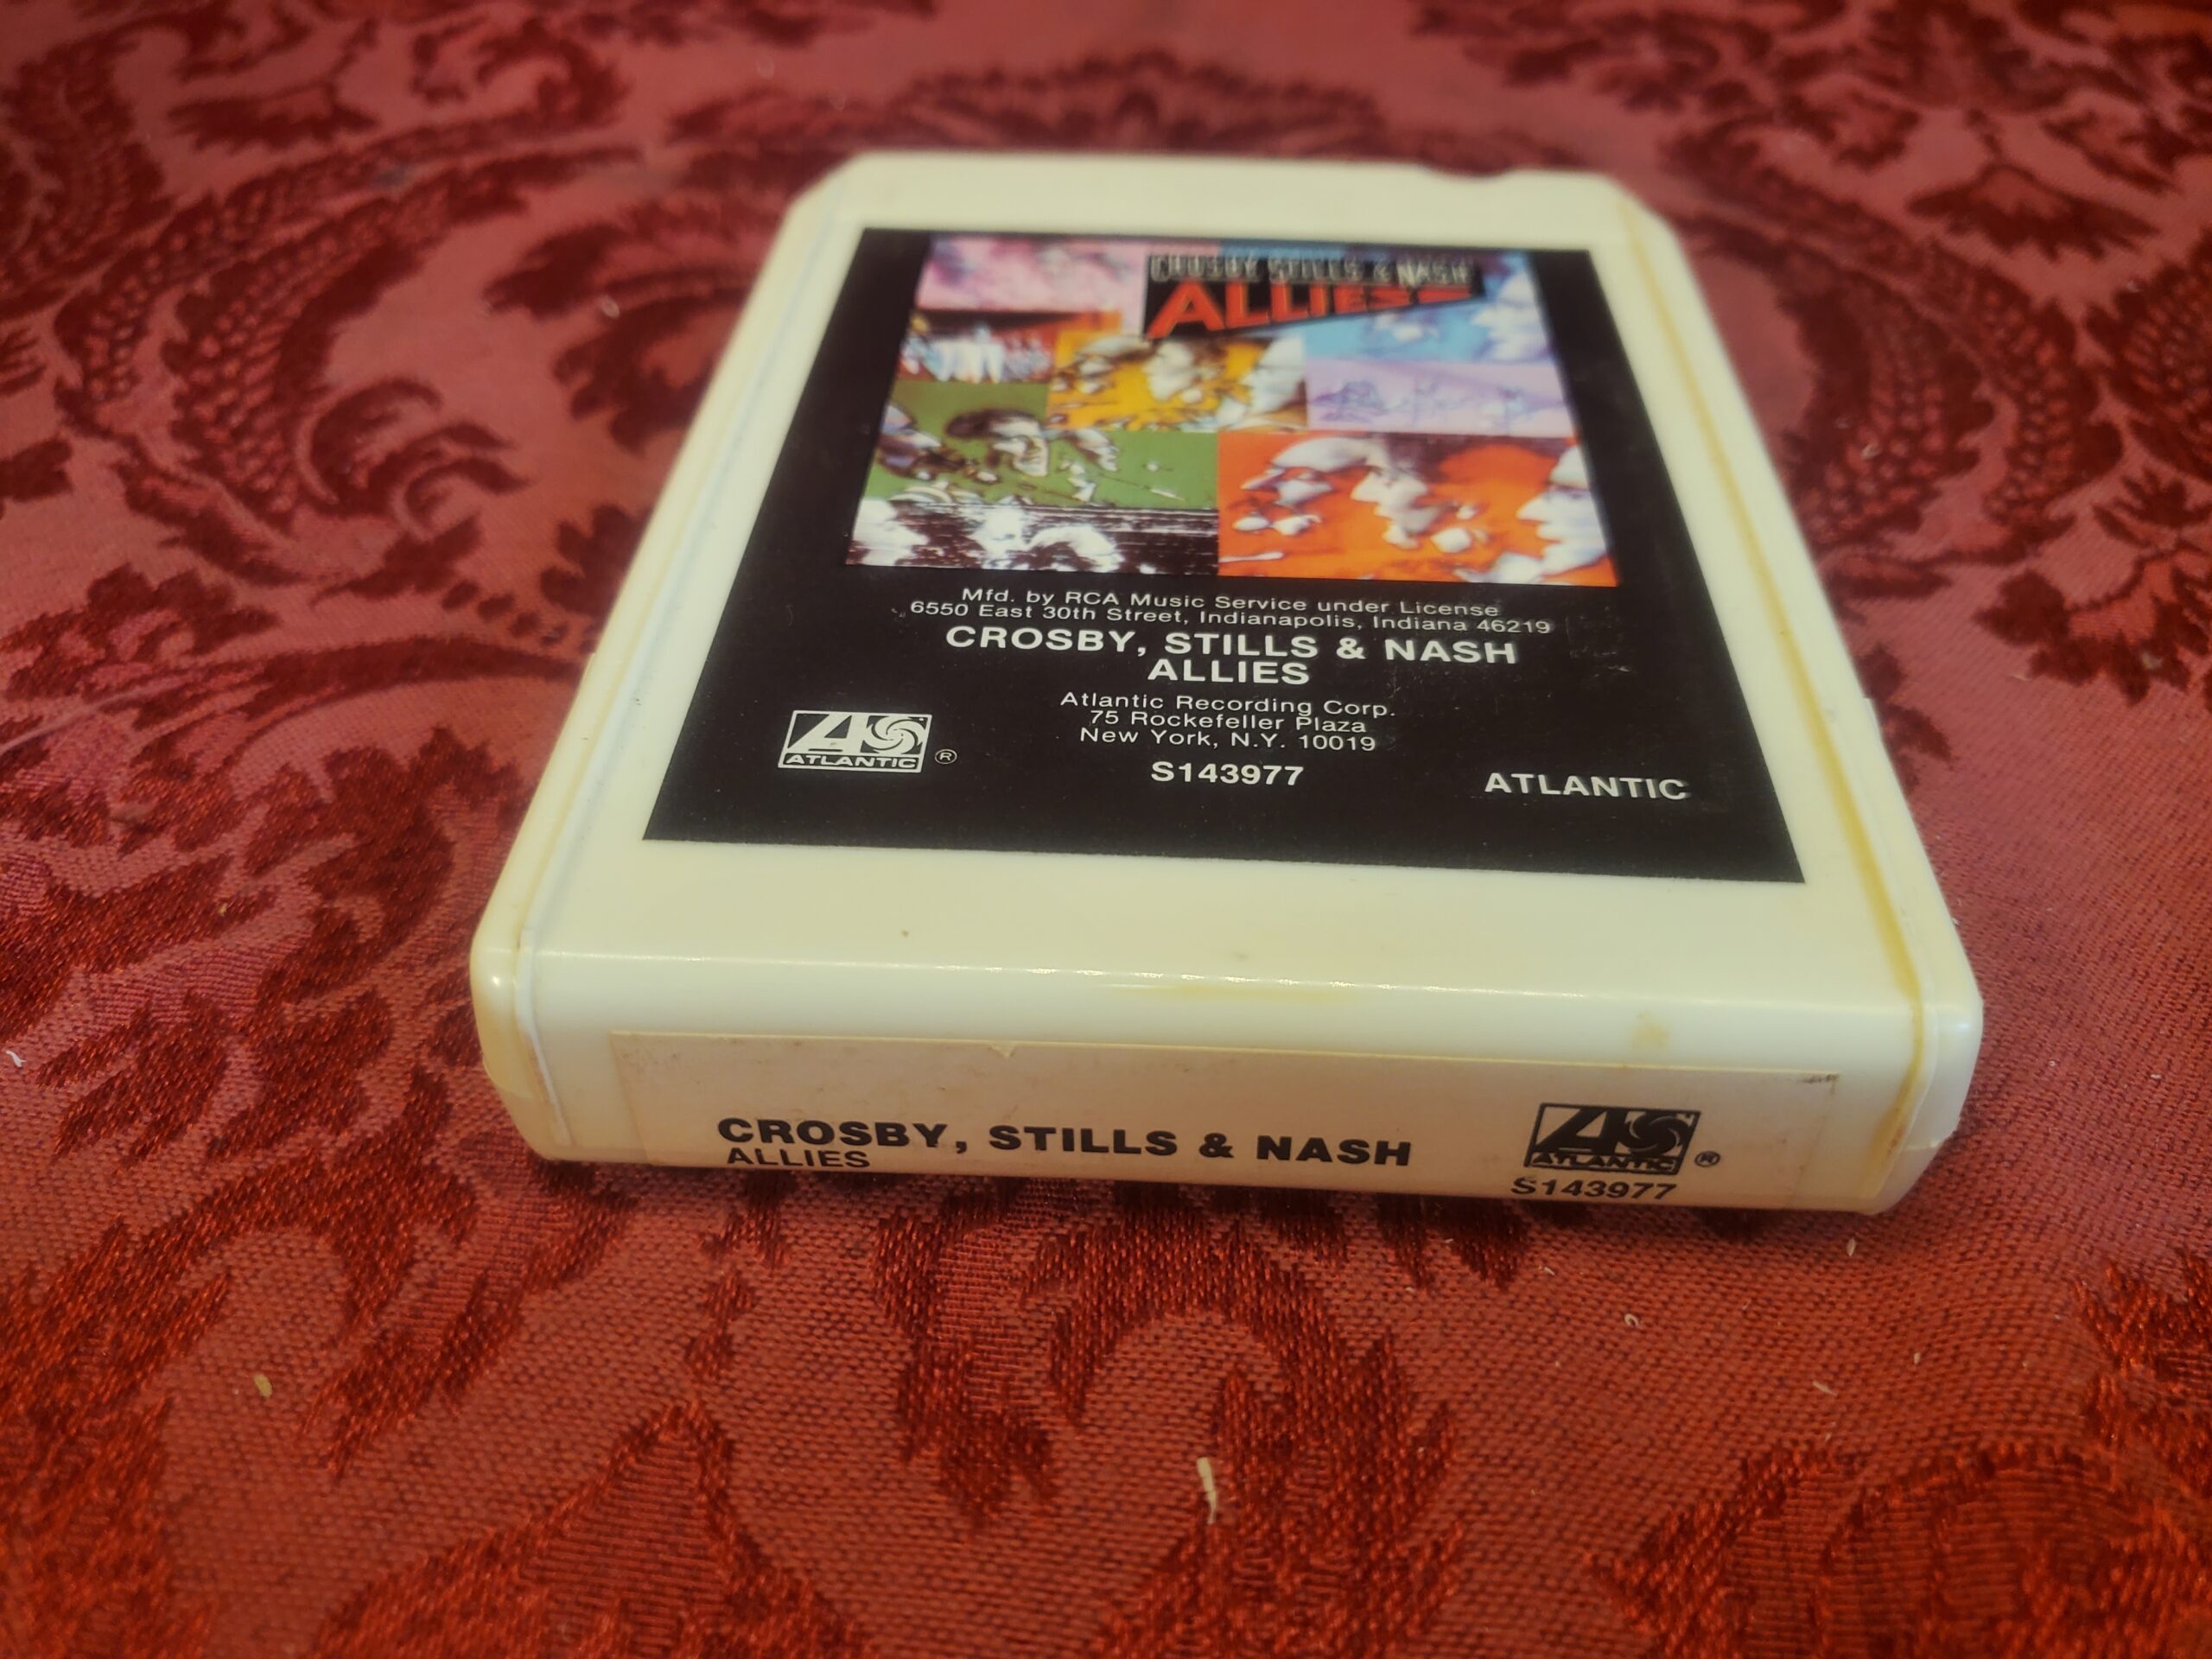 CROSBY STILLS & NASH
ALLIES
Mfd. by RCA Music Service under License
6550 East 30th Street, Indianapolis, Indiana 46219
CROSBY, STILLS & NASH
ALLIES
Atlantic Recording Corp.
75 Rockefeller Plaza
New York, N.Y. 10019
S143977
ATLANTIC ®
ATLANTIC
CROSBY, STILLS & NASH
ALLIES
ATLANTIC ®
S143977